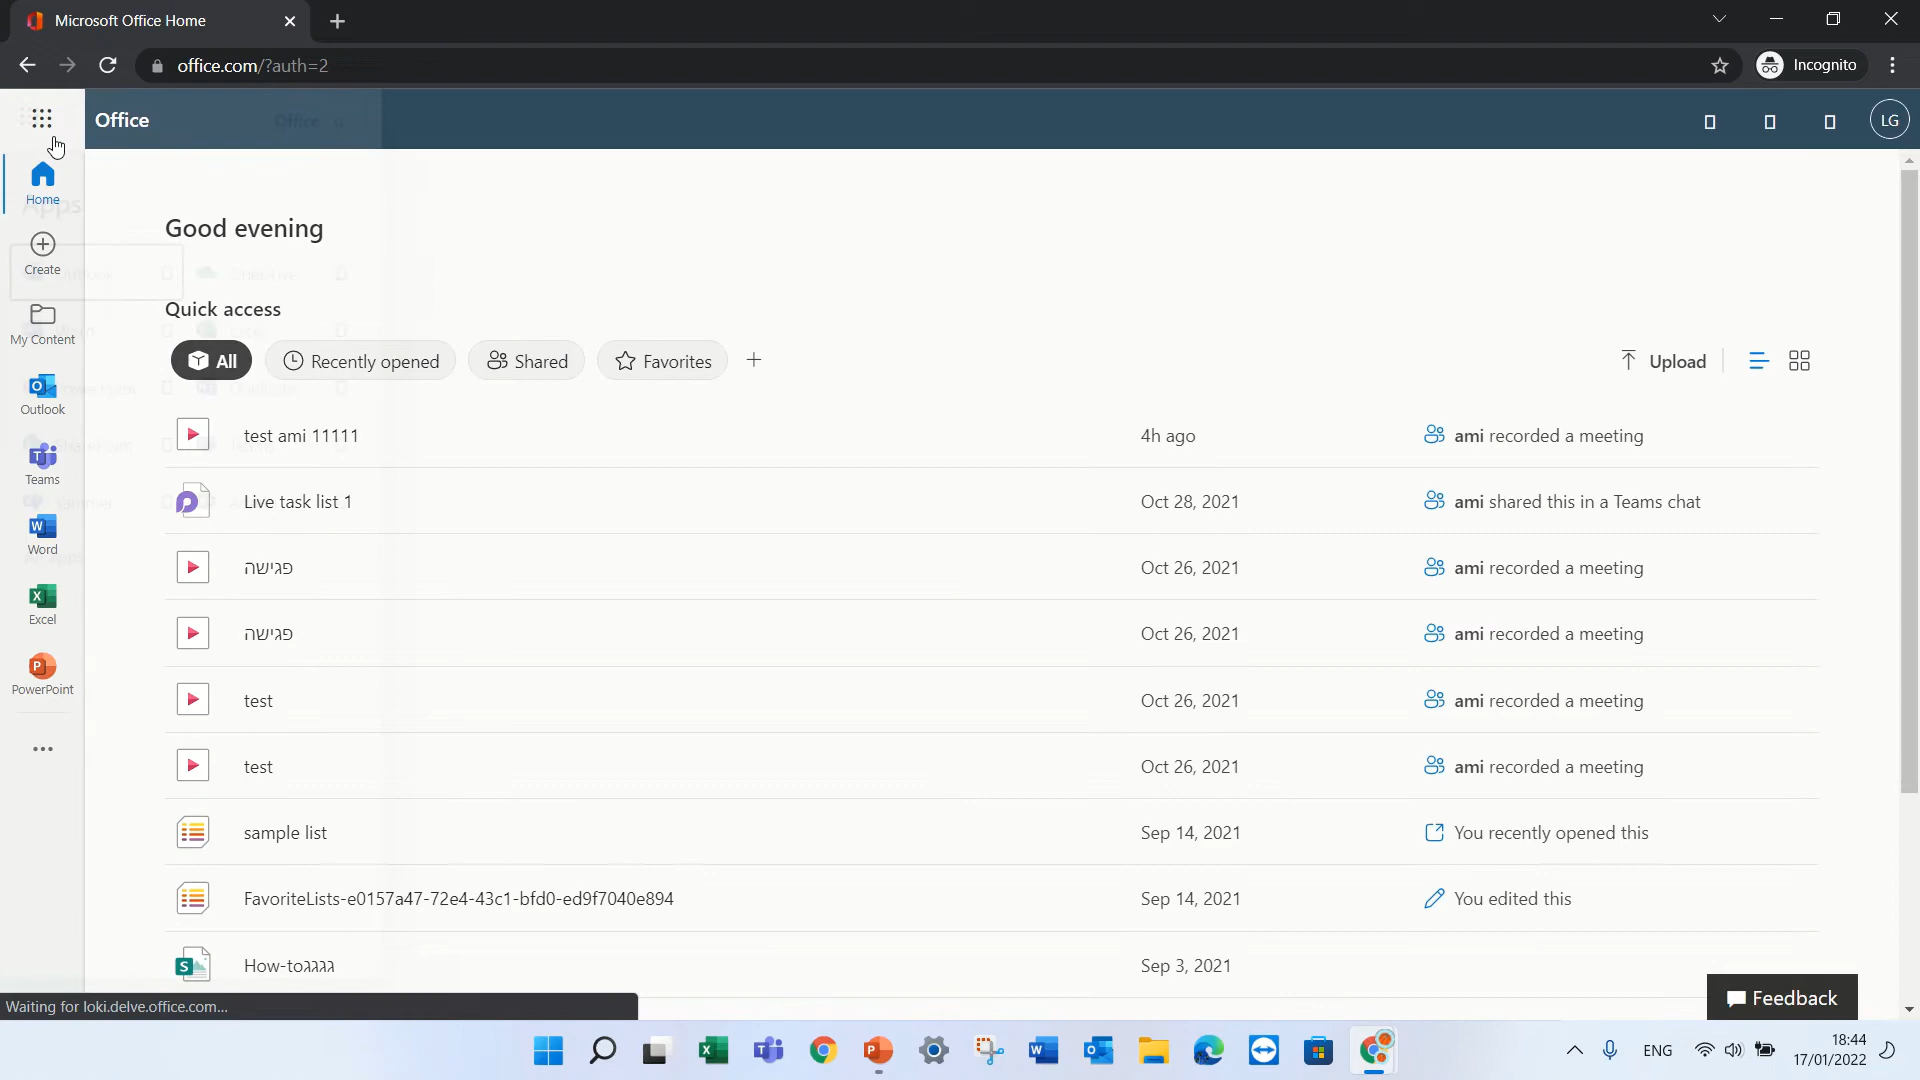 Microsoft Office Home
office.com/?auth=2
Incognito
Office
LG
Home
Apps
Create
My Content
Outlook
Teams
Word
Excel
PowerPoint
Good evening
Quick access
All
Recently opened
Shared
Favorites
Upload
test ami 11111 4h ago ami recorded a meeting
Live task list 1 Oct 28, 2021 ami shared this in a Teams chat
פגישה Oct 26, 2021 ami recorded a meeting
פגישה Oct 26, 2021 ami recorded a meeting
test Oct 26, 2021 ami recorded a meeting
test Oct 26, 2021 ami recorded a meeting
sample list Sep 14, 2021 You recently opened this
FavoriteLists-e0157a47-72e4-43c1-bfd0-ed9f7040e894 Sep 14, 2021 You edited this
How-toגגגגג Sep 3, 2021
Feedback
Waiting for loki.delve.office.com...
ENG
18:44
17/01/2022